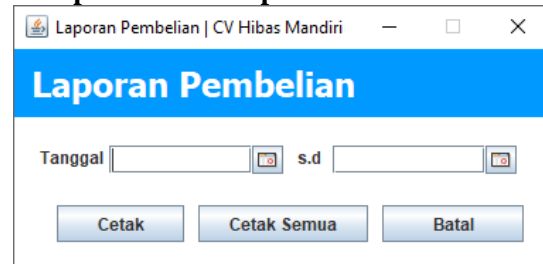 Laporan Pembelian | CV Hibas Mandiri
Laporan Pembelian
Tanggal s.d
Cetak Cetak Semua Batal